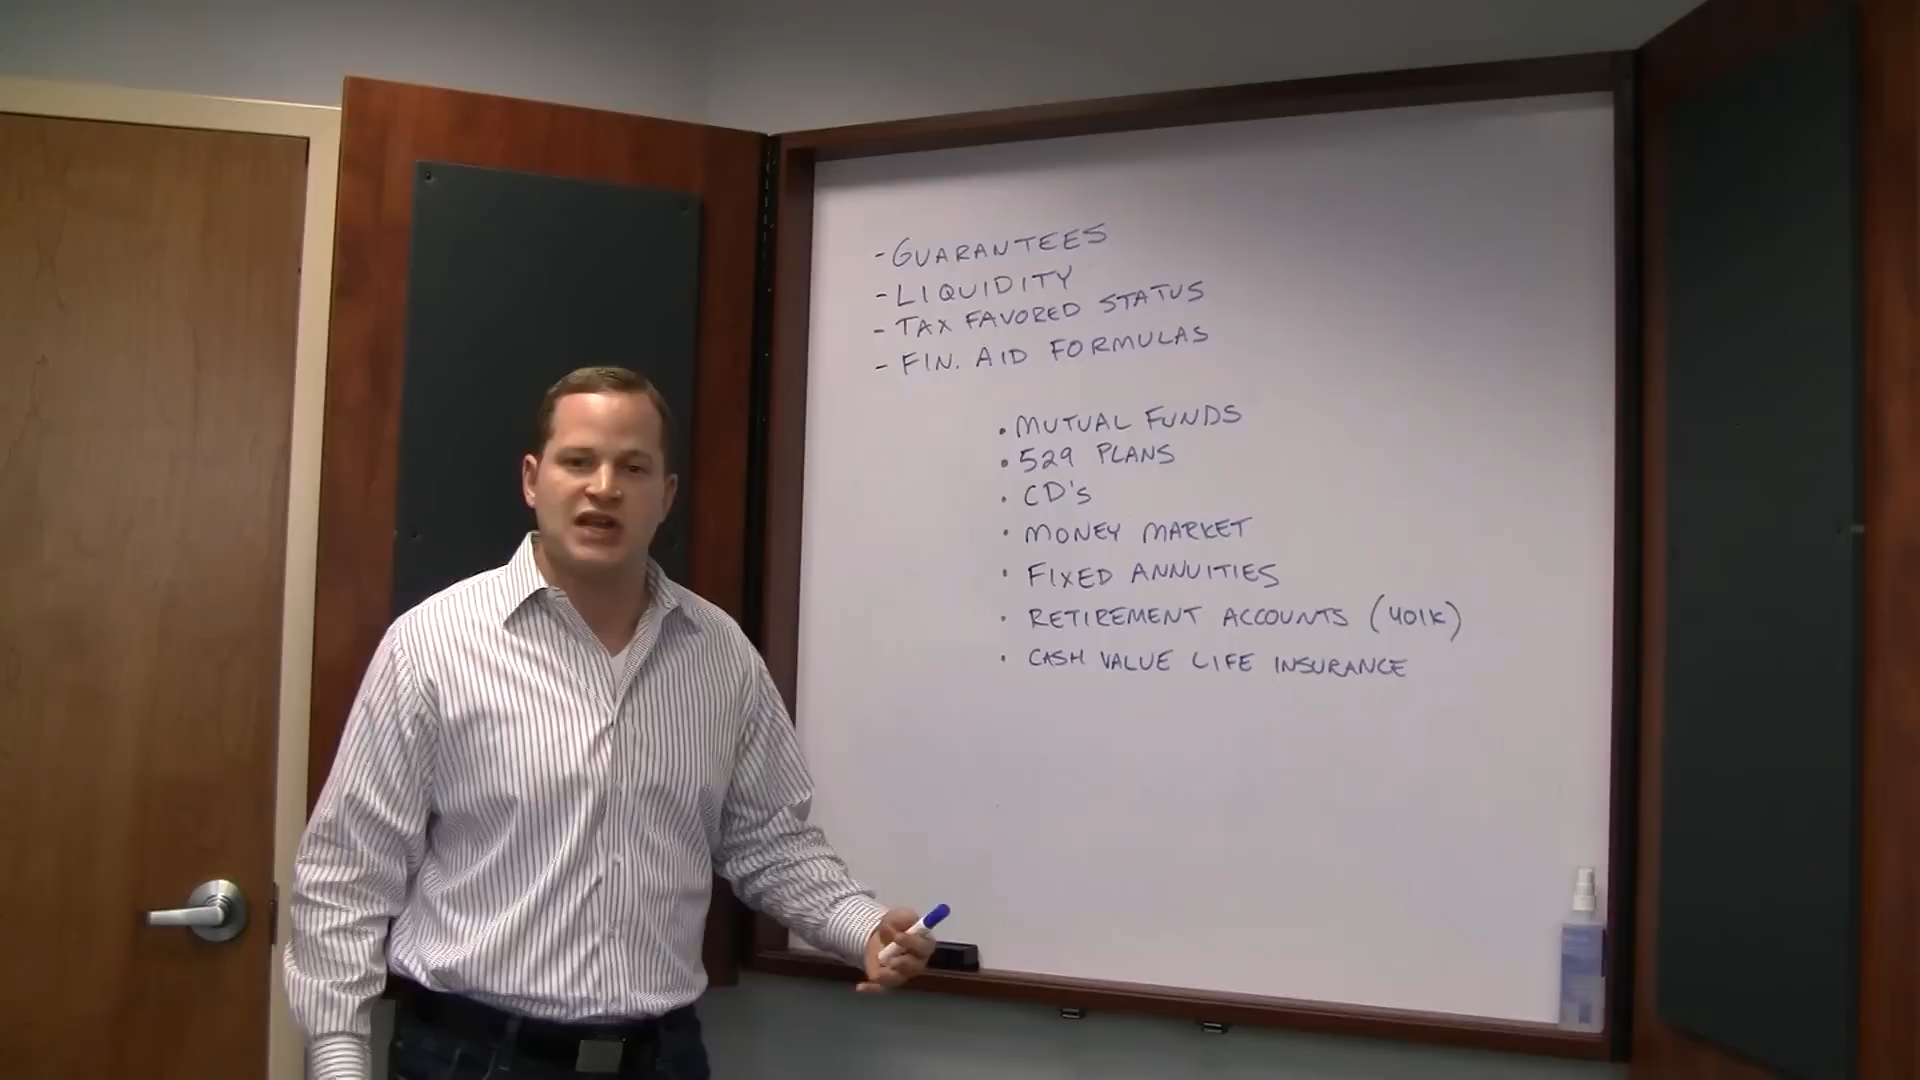 - GUARANTEES
- LIQUIDITY
- TAX FAVORED STATUS
- FIN. AID FORMULAS
• MUTUAL FUNDS
• 529 PLANS
• CD'S
• MONEY MARKET
• FIXED ANNUITIES
• RETIREMENT ACCOUNTS (401K)
• CASH VALUE LIFE INSURANCE